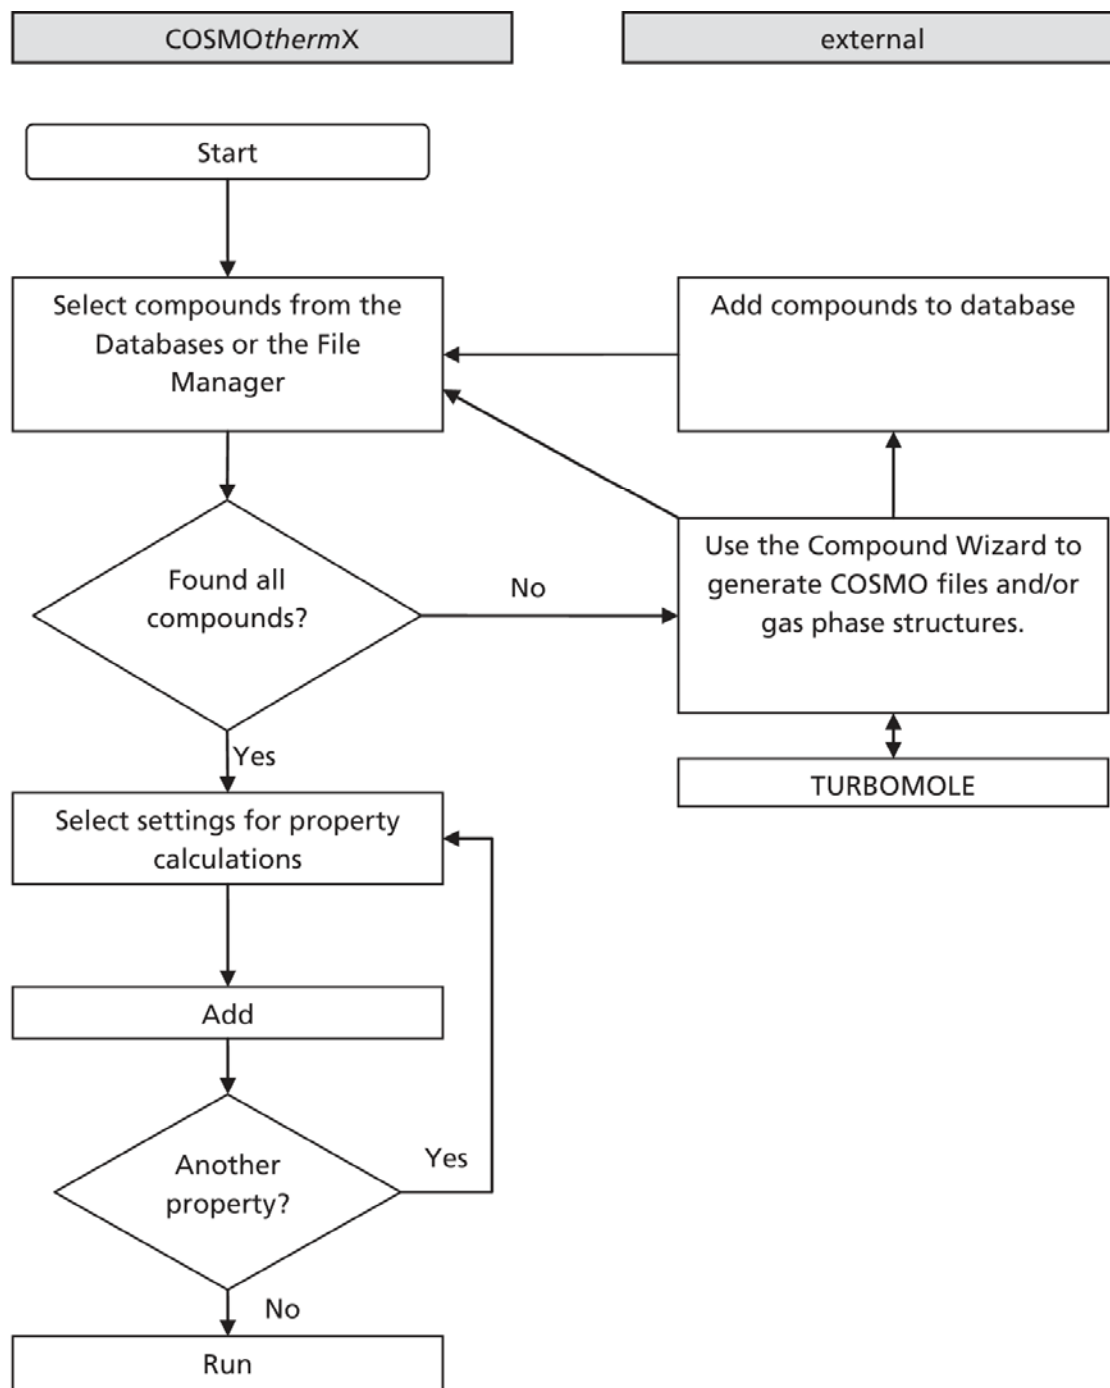 COSMOthermX
external
Start
Select compounds from the
Databases or the File
Manager
Add compounds to database
Found all
compounds?
No
Use the Compound Wizard to
generate COSMO files and/or
gas phase structures.
Yes
TURBOMOLE
Select settings for property
calculations
Add
Another
property?
Yes
No
Run